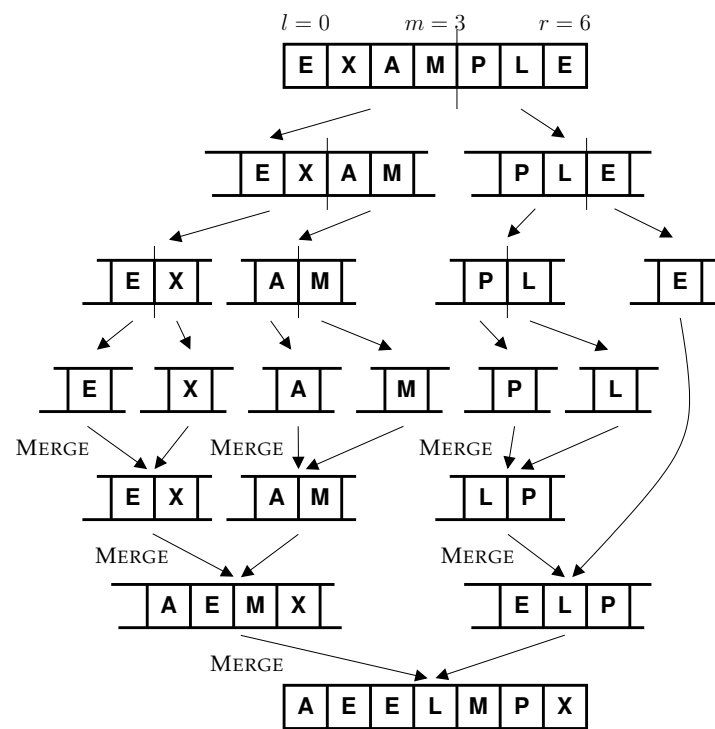 l = 0 m = 3 r = 6
E X A M P L E
E X A M P L E
E X A M P L E
E X A M P L
MERGE MERGE MERGE
E X A M L P
MERGE MERGE
A E M X E L P
MERGE
A E E L M P X